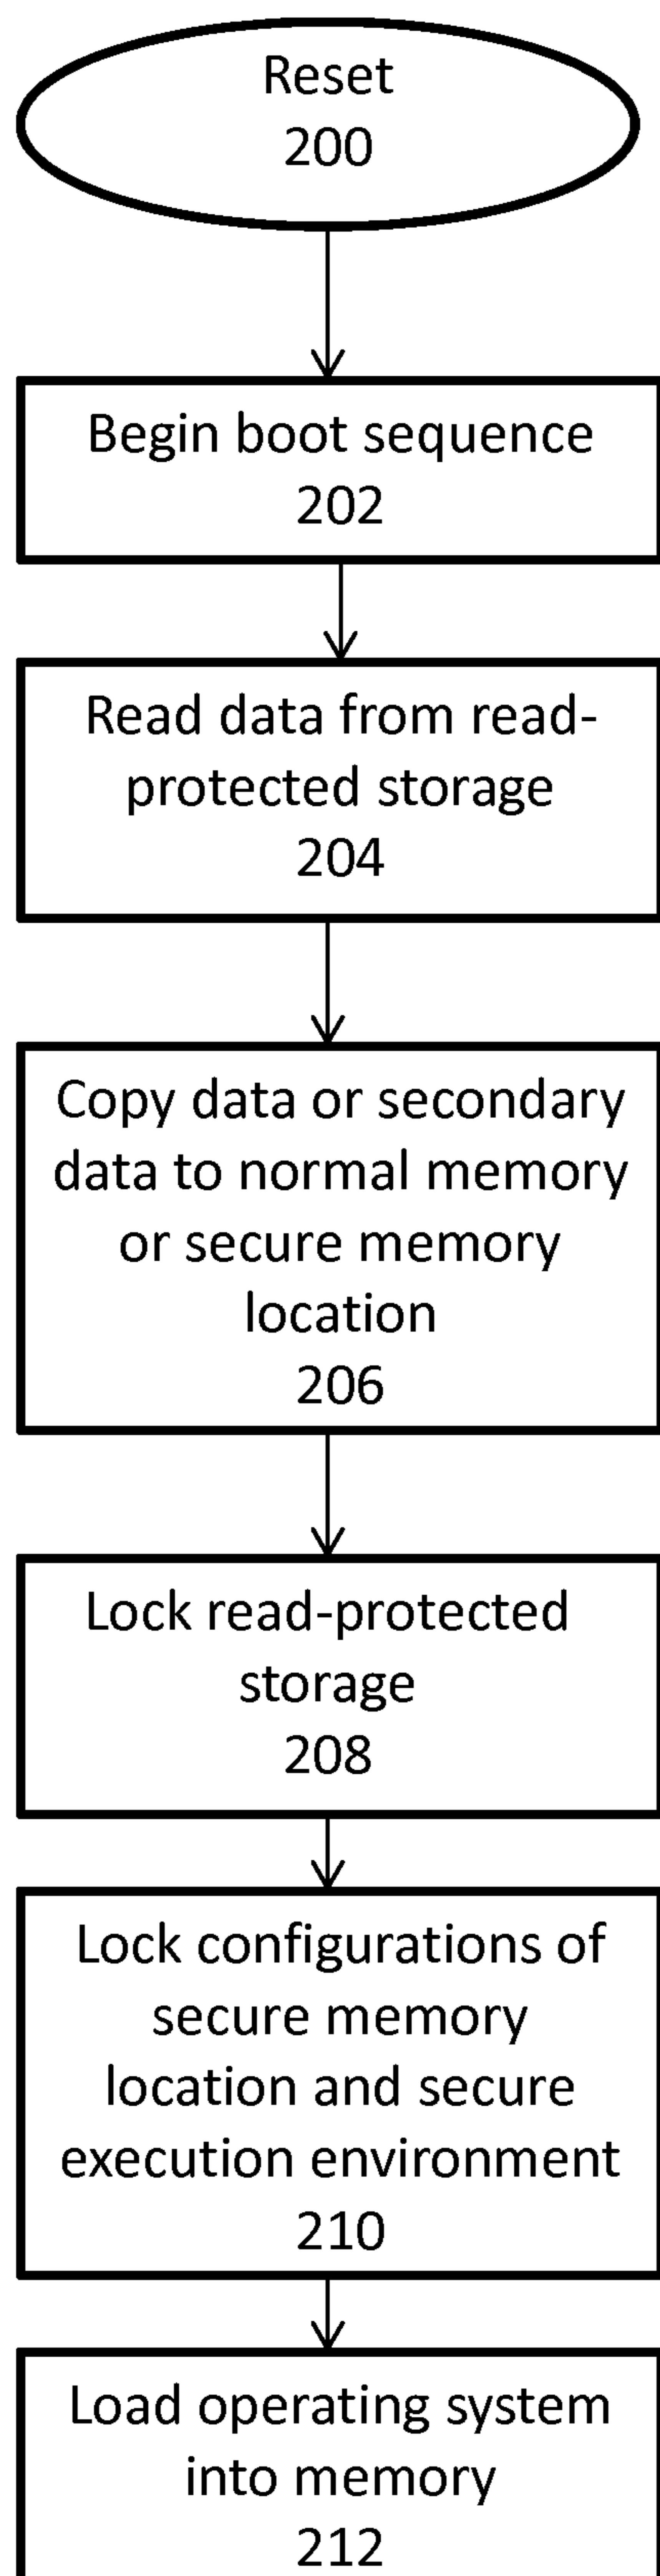 Reset
200
Begin boot sequence
202
Read data from read-
protected storage
204
Copy data or secondary
data to normal memory
or secure memory
location
206
Lock read-protected
storage
208
Lock configurations of
secure memory
location and secure
execution environment
210
Load operating system
into memory
212